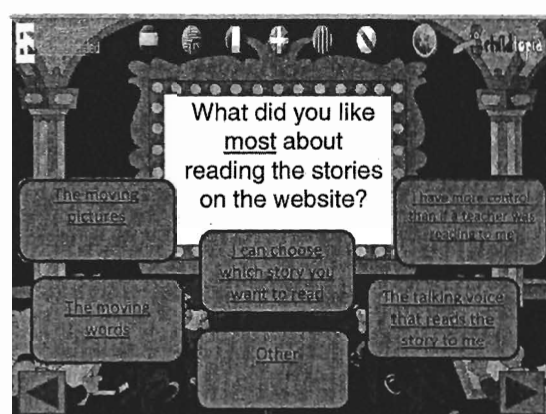 childtopia
What did you like
most about
reading the stories
on the website?
The moving
pictures
I have more control
than if a teacher was
reading to me
I can choose
which story you
want to read
The moving
words
The talking voice
that reads the
story to me
Other